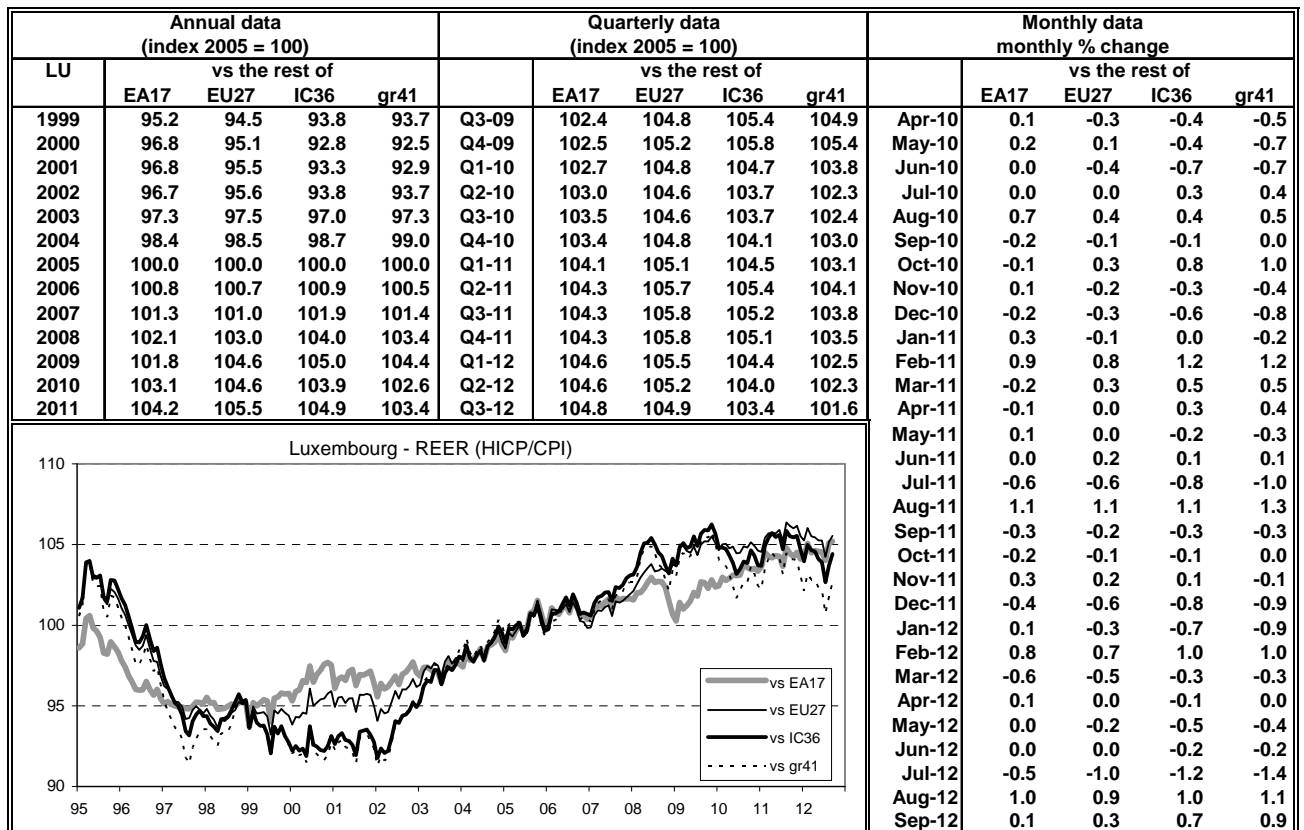 Annual data Quarterly data Monthly data
(index 2005 = 100) (index 2005 = 100) monthly % change
LU vs the rest of vs the rest of vs the rest of
EA17 EU27 IC36 gr41 EA17 EU27 IC36 gr41 EA17 EU27 IC36 gr41
1999 95.2 94.5 93.8 93.7 Q3-09 102.4 104.8 105.4 104.9 Apr-10 0.1 -0.3 -0.4 -0.5
2000 96.8 95.1 92.8 92.5 Q4-09 102.5 105.2 105.8 105.4 May-10 0.2 0.1 -0.4 -0.7
2001 96.8 95.5 93.3 92.9 Q1-10 102.7 104.8 104.7 103.8 Jun-10 0.0 -0.4 -0.7 -0.7
2002 96.7 95.6 93.8 93.7 Q2-10 103.0 104.6 103.7 102.3 Jul-10 0.0 0.0 0.3 0.4
2003 97.3 97.5 97.0 97.3 Q3-10 103.5 104.6 103.7 102.4 Aug-10 0.7 0.4 0.4 0.5
2004 98.4 98.5 98.7 99.0 Q4-10 103.4 104.8 104.1 103.0 Sep-10 -0.2 -0.1 -0.1 0.0
2005 100.0 100.0 100.0 100.0 Q1-11 104.1 105.1 104.5 103.1 Oct-10 -0.1 0.3 0.8 1.0
2006 100.8 100.7 100.9 100.5 Q2-11 104.3 105.7 105.4 104.1 Nov-10 0.1 -0.2 -0.3 -0.4
2007 101.3 101.0 101.9 101.4 Q3-11 104.3 105.8 105.2 103.8 Dec-10 -0.2 -0.3 -0.6 -0.8
2008 102.1 103.0 104.0 103.4 Q4-11 104.3 105.8 105.1 103.5 Jan-11 0.3 -0.1 0.0 -0.2
2009 101.8 104.6 105.0 104.4 Q1-12 104.6 105.5 104.4 102.5 Feb-11 0.9 0.8 1.2 1.2
2010 103.1 104.6 103.9 102.6 Q2-12 104.6 105.2 104.0 102.3 Mar-11 -0.2 0.3 0.5 0.5
2011 104.2 105.5 104.9 103.4 Q3-12 104.8 104.9 103.4 101.6 Apr-11 -0.1 0.0 0.3 0.4
May-11 0.1 0.0 -0.2 -0.3
Jun-11 0.0 0.2 0.1 0.1
Jul-11 -0.6 -0.6 -0.8 -1.0
Aug-11 1.1 1.1 1.1 1.3
Sep-11 -0.3 -0.2 -0.3 -0.3
Oct-11 -0.2 -0.1 -0.1 0.0
Nov-11 0.3 0.2 0.1 -0.1
Dec-11 -0.4 -0.6 -0.8 -0.9
Jan-12 0.1 -0.3 -0.7 -0.9
Feb-12 0.8 0.7 1.0 1.0
Mar-12 -0.6 -0.5 -0.3 -0.3
Apr-12 0.1 0.0 -0.1 0.0
May-12 0.0 -0.2 -0.5 -0.4
Jun-12 0.0 0.0 -0.2 -0.2
Jul-12 -0.5 -1.0 -1.2 -1.4
Aug-12 1.0 0.9 1.0 1.1
Sep-12 0.1 0.3 0.7 0.9
Luxembourg - REER (HICP/CPI)
110
105
100
95
90
vs EA17
vs EU27
vs IC36
vs gr41
95 96 97 98 99 00 01 02 03 04 05 06 07 08 09 10 11 12